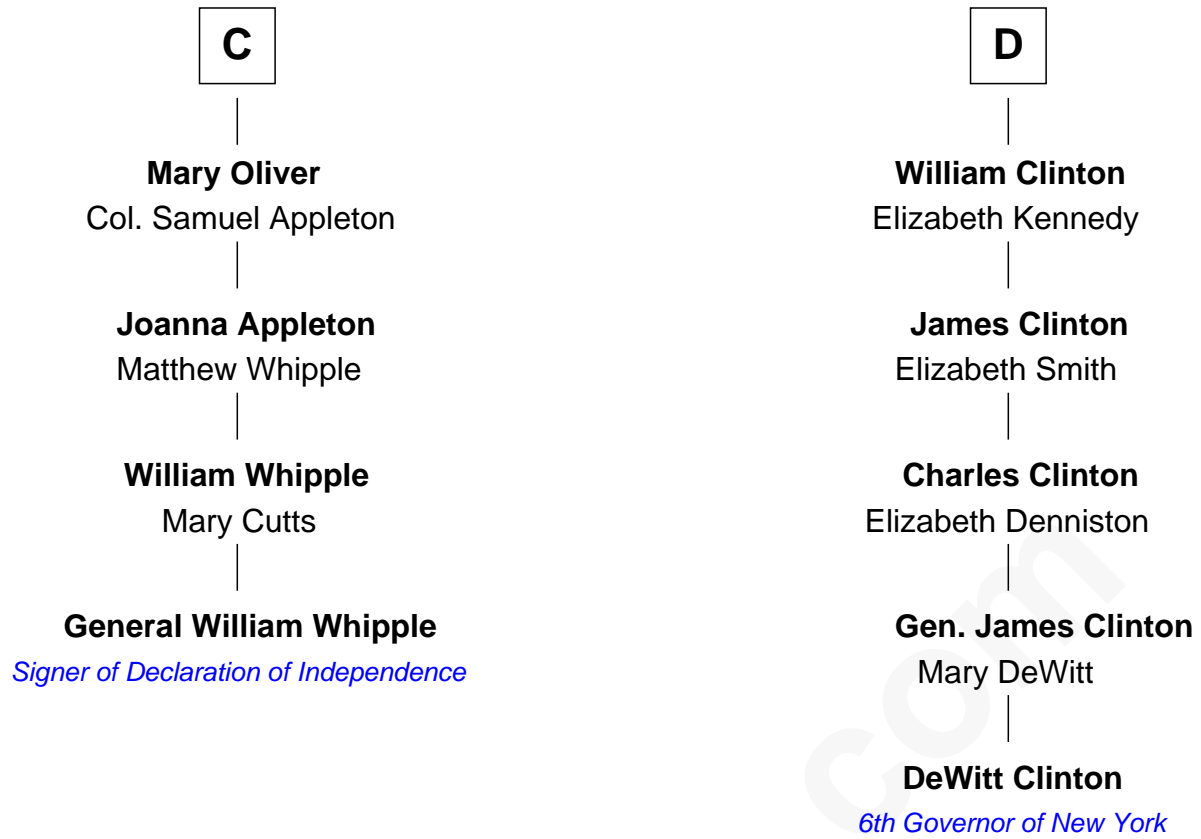 C
Mary Oliver
Col. Samuel Appleton
Joanna Appleton
Matthew Whipple
William Whipple
Mary Cutts
General William Whipple
Signer of Declaration of Independence
D
William Clinton
Elizabeth Kennedy
James Clinton
Elizabeth Smith
Charles Clinton
Elizabeth Denniston
Gen. James Clinton
Mary DeWitt
DeWitt Clinton
6th Governor of New York
com